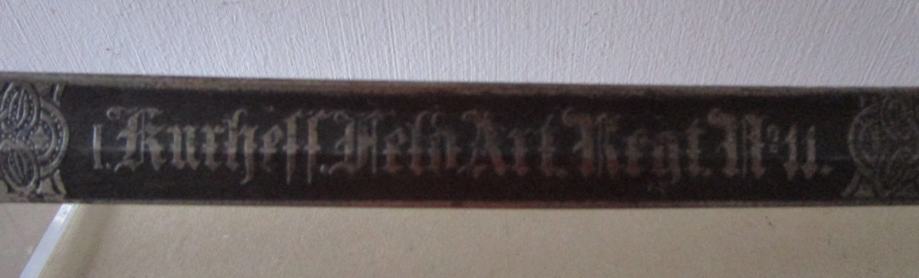 1. Kurhess. Feld Art. Regt. No 11.